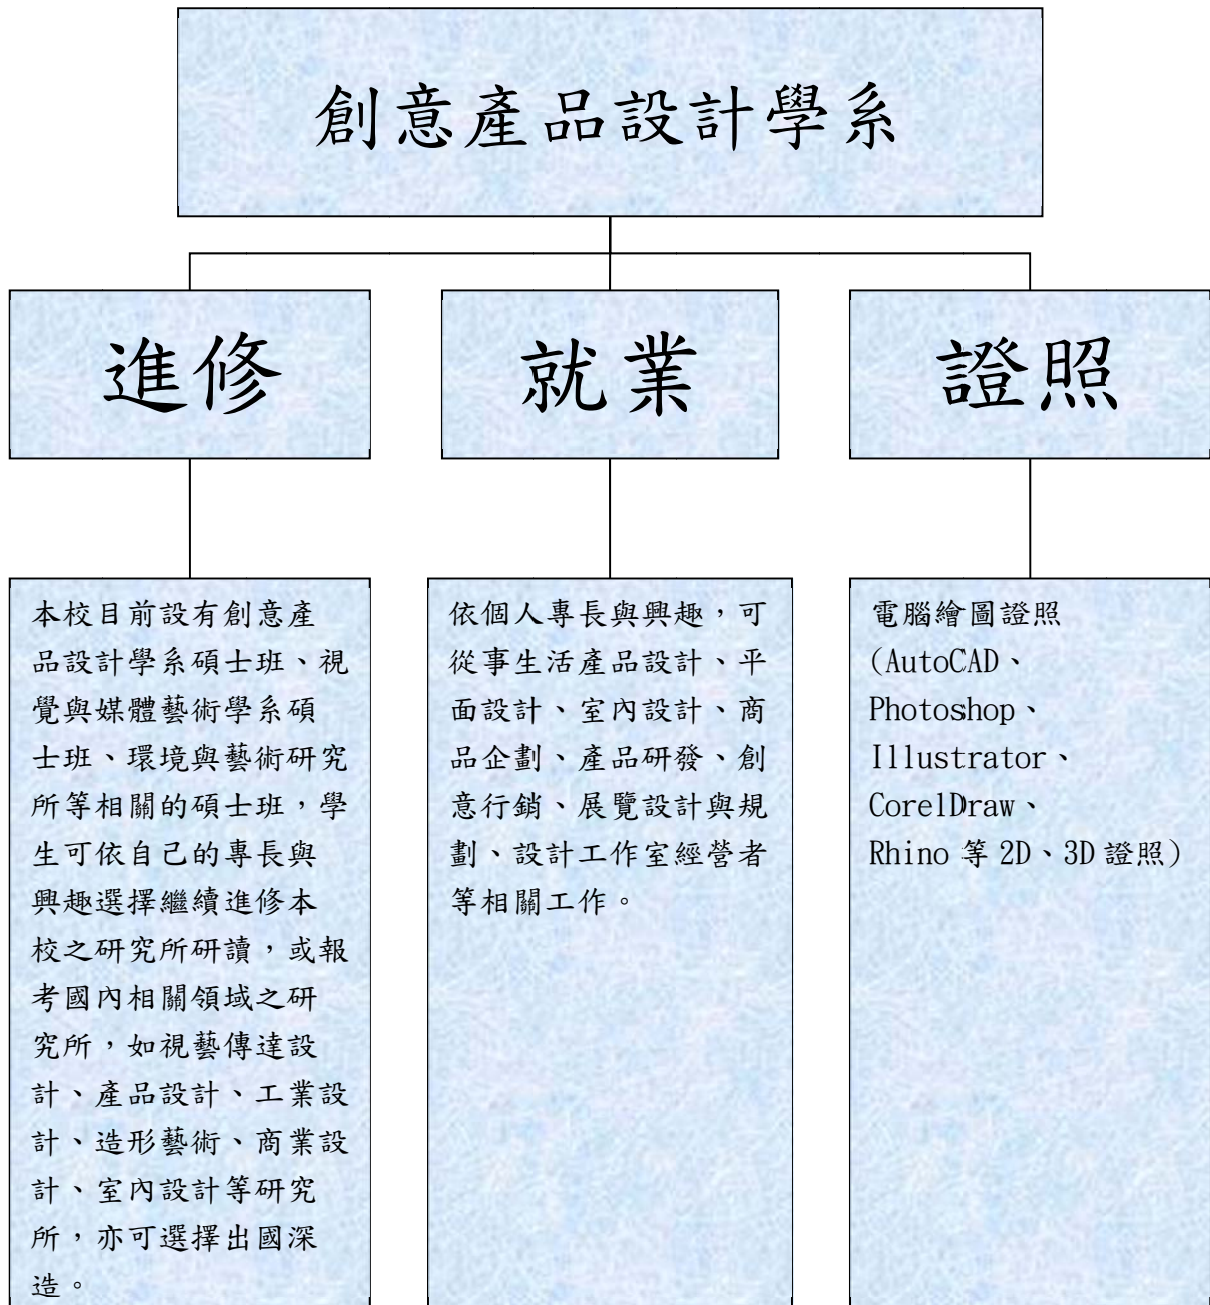 創意產品設計學系
進修
就業
證照
本校目前設有創意產
品設計學系碩士班、視
覺與媒體藝術學系碩
士班、環境與藝術研究
所等相關的碩士班，學
生可依自己的專長與
興趣選擇繼續進修本
校之研究所研讀，或報
考國內相關領域之研
究所，如視藝傳達設
計、產品設計、工業設
計、造形藝術、商業設
計、室內設計等研究
所，亦可選擇出國深
造。
依個人專長與興趣，可
從事生活產品設計、平
面設計、室內設計、商
品企劃、產品研發、創
意行銷、展覽設計與規
劃、設計工作室經營者
等相關工作。
電腦繪圖證照
(AutoCAD、
Photoshop、
Illustrator、
CorelDraw、
Rhino 等 2D、3D 證照)